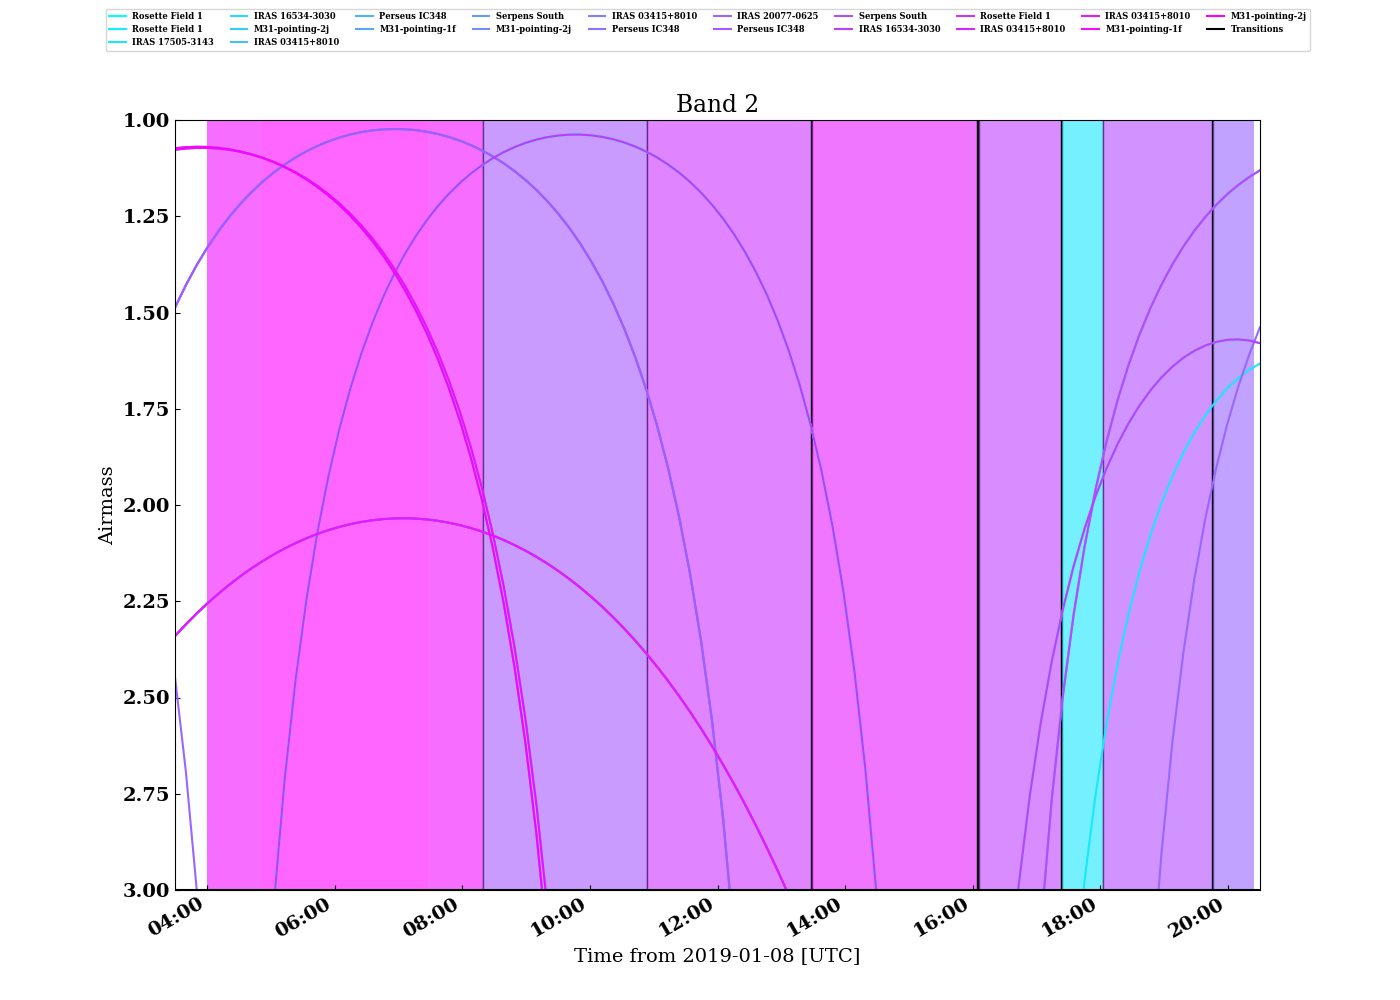 Rosette Field 1 IRAS 16534-3030 Perseus IC348 Serpens South IRAS 03415+8010 IRAS 20077-0625 Serpens South Rosette Field 1 IRAS 03415+8010 M31-pointing-2j
Rosette Field 1 M31-pointing-2j M31-pointing-1f M31-pointing-2j Perseus IC348 Perseus IC348 IRAS 16534-3030 IRAS 03415+8010 M31-pointing-1f Transitions
IRAS 17505-3143 IRAS 03415+8010
Band 2
1.00
1.25
1.50
1.75
2.00
2.25
2.50
2.75
3.00
Airmass
04:00 06:00 08:00 10:00 12:00 14:00 16:00 18:00 20:00
Time from 2019-01-08 [UTC]